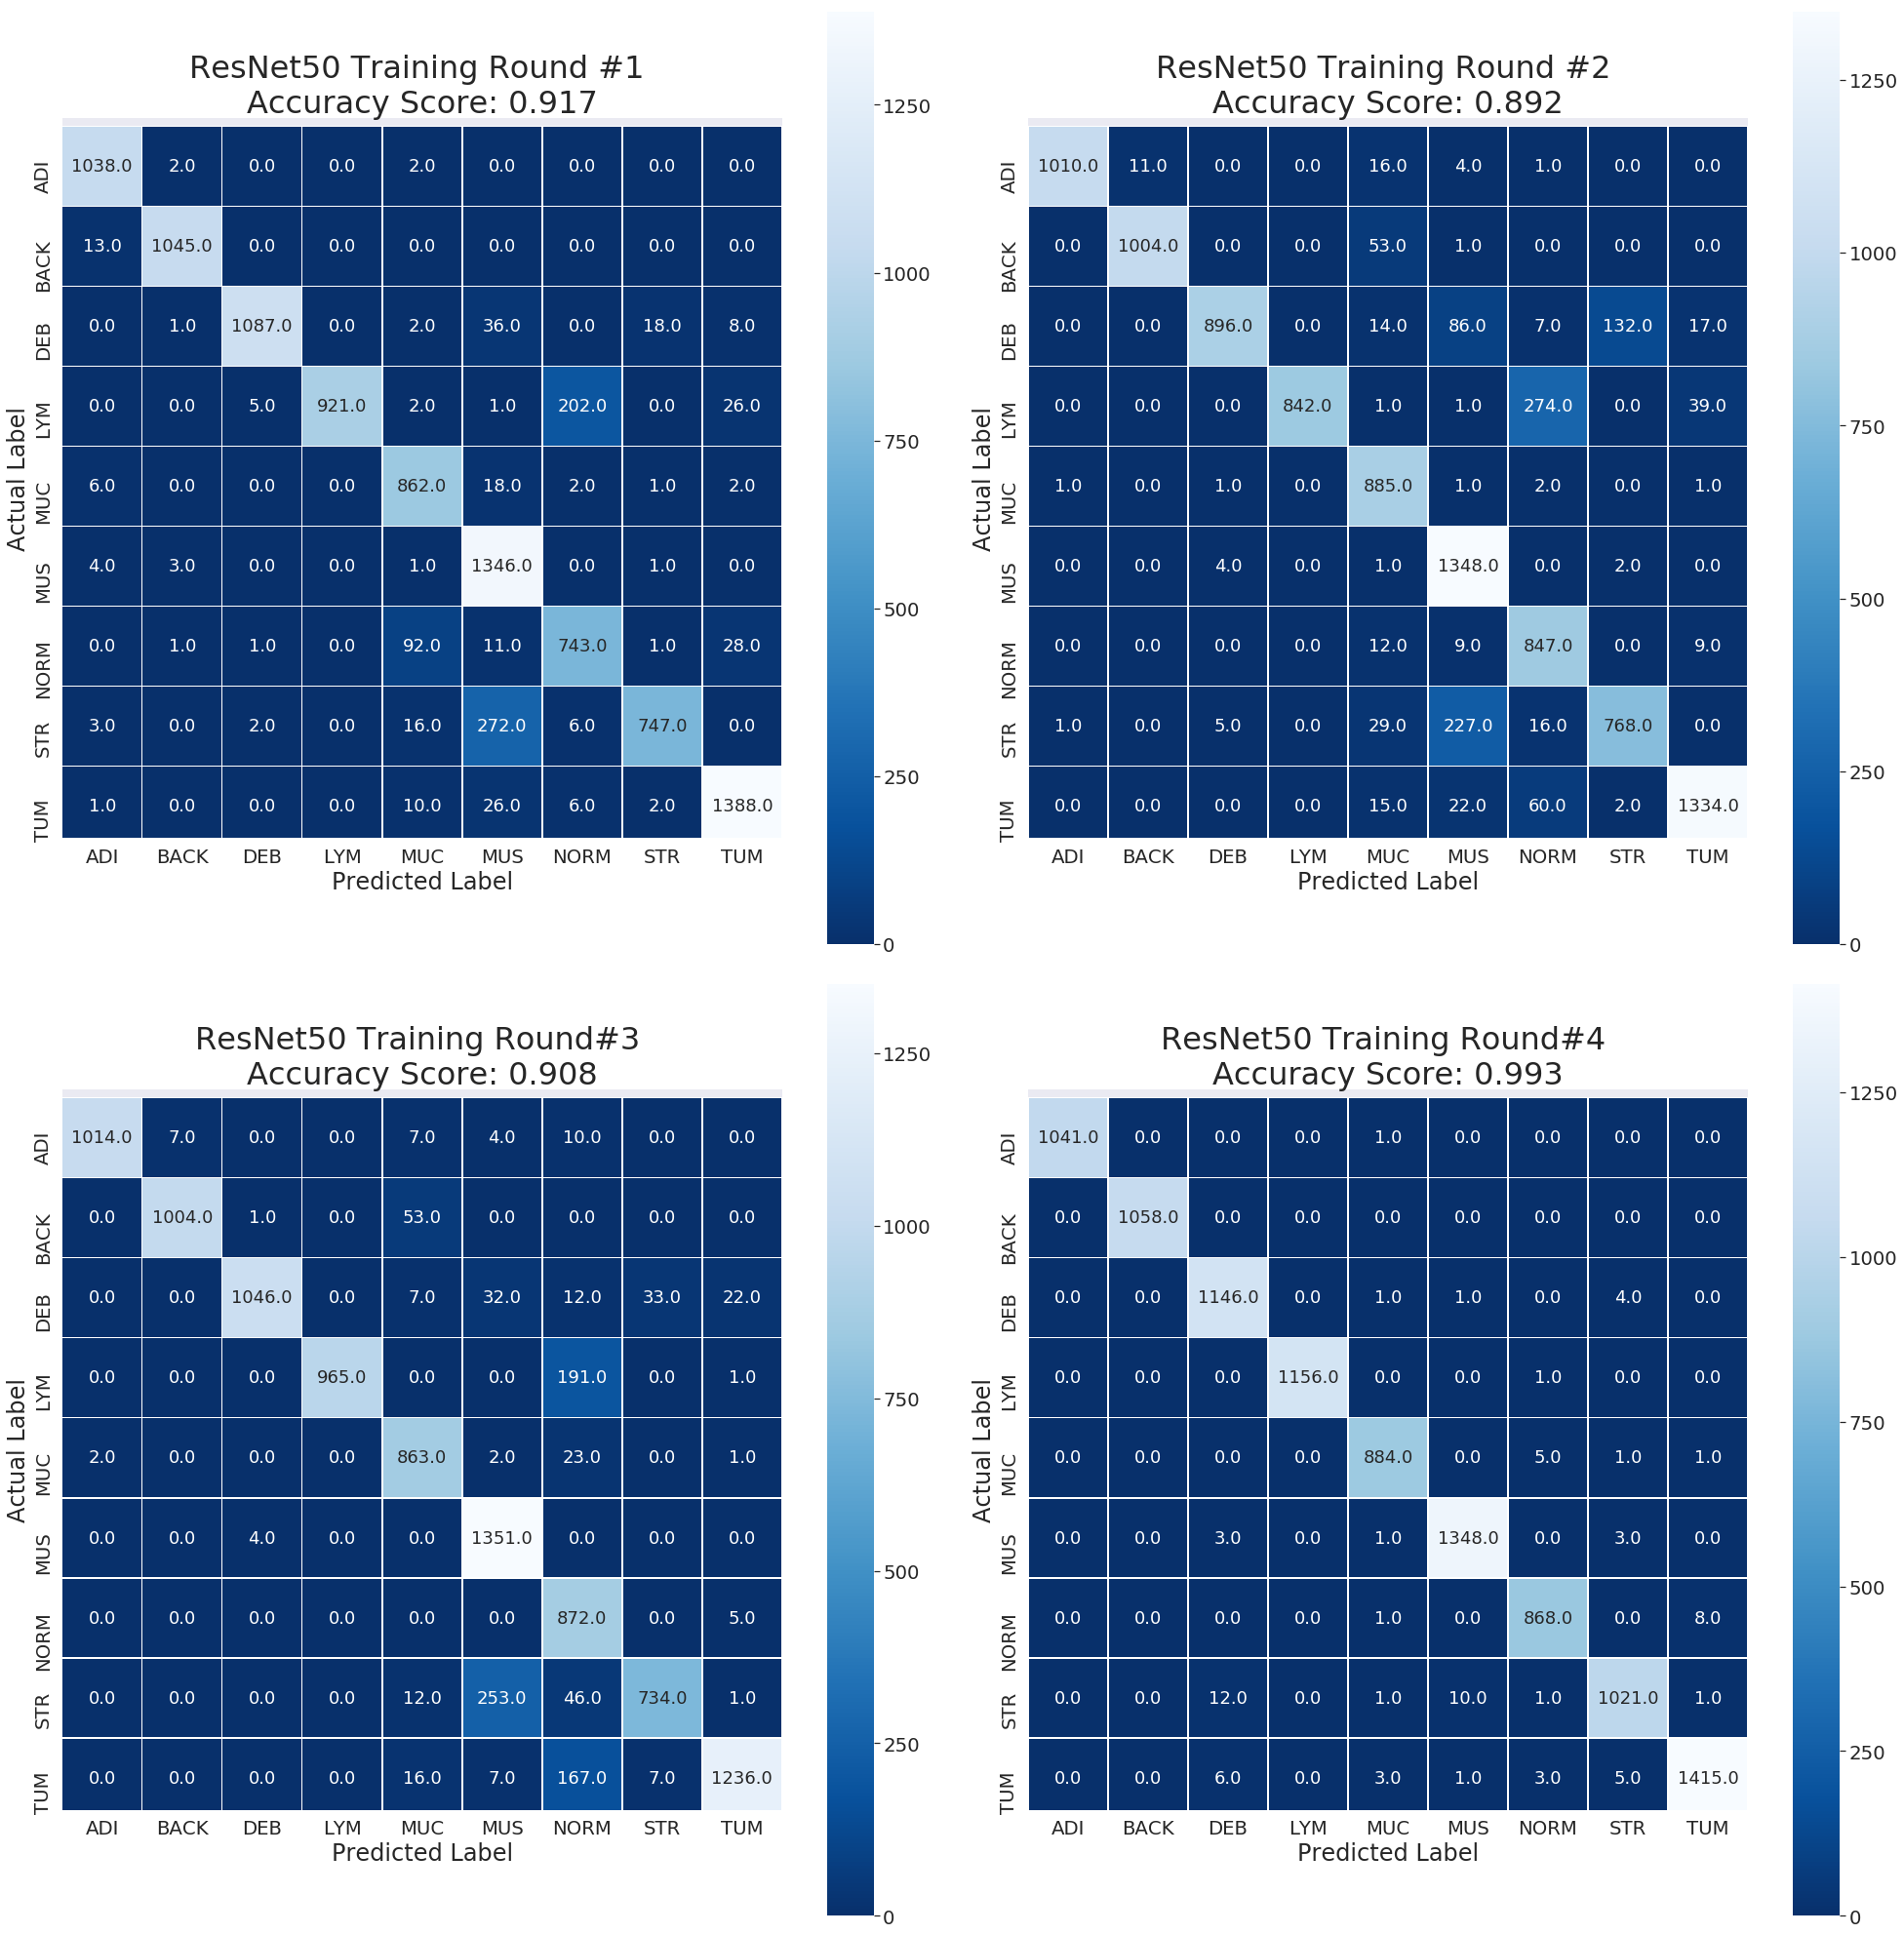 ResNet50 Training Round #1
Accuracy Score: 0.917
ADI 1038.0 2.0 0.0 0.0 2.0 0.0 0.0 0.0 0.0
BACK 13.0 1045.0 0.0 0.0 0.0 0.0 0.0 0.0 0.0
DEB 0.0 1.0 1087.0 0.0 2.0 36.0 0.0 18.0 8.0
LYM 0.0 0.0 5.0 921.0 2.0 1.0 202.0 0.0 26.0
MUC 6.0 0.0 0.0 0.0 862.0 18.0 2.0 1.0 2.0
MUS 4.0 3.0 0.0 0.0 1.0 1346.0 0.0 1.0 0.0
NORM 0.0 1.0 1.0 0.0 92.0 11.0 743.0 1.0 28.0
STR 3.0 0.0 2.0 0.0 16.0 272.0 6.0 747.0 0.0
TUM 1.0 0.0 0.0 0.0 10.0 26.0 6.0 2.0 1388.0
ADI BACK DEB LYM MUC MUS NORM STR TUM
Predicted Label
Actual Label
1250
1000
750
500
250
0
ResNet50 Training Round #2
Accuracy Score: 0.892
ADI 1010.0 11.0 0.0 0.0 16.0 4.0 1.0 0.0 0.0
BACK 0.0 1004.0 0.0 0.0 53.0 1.0 0.0 0.0 0.0
DEB 0.0 0.0 896.0 0.0 14.0 86.0 7.0 132.0 17.0
LYM 0.0 0.0 0.0 842.0 1.0 1.0 274.0 0.0 39.0
MUC 1.0 0.0 1.0 0.0 885.0 1.0 2.0 0.0 1.0
MUS 0.0 0.0 4.0 0.0 1.0 1348.0 0.0 2.0 0.0
NORM 0.0 0.0 0.0 0.0 12.0 9.0 847.0 0.0 9.0
STR 1.0 0.0 5.0 0.0 29.0 227.0 16.0 768.0 0.0
TUM 0.0 0.0 0.0 0.0 15.0 22.0 60.0 2.0 1334.0
ADI BACK DEB LYM MUC MUS NORM STR TUM
Predicted Label
Actual Label
1250
1000
750
500
250
0
ResNet50 Training Round#3
Accuracy Score: 0.908
ADI 1014.0 7.0 0.0 0.0 7.0 4.0 10.0 0.0 0.0
BACK 0.0 1004.0 1.0 0.0 53.0 0.0 0.0 0.0 0.0
DEB 0.0 0.0 1046.0 0.0 7.0 32.0 12.0 33.0 22.0
LYM 0.0 0.0 0.0 965.0 0.0 0.0 191.0 0.0 1.0
MUC 2.0 0.0 0.0 0.0 863.0 2.0 23.0 0.0 1.0
MUS 0.0 0.0 4.0 0.0 0.0 1351.0 0.0 0.0 0.0
NORM 0.0 0.0 0.0 0.0 0.0 0.0 872.0 0.0 5.0
STR 0.0 0.0 0.0 0.0 12.0 253.0 46.0 734.0 1.0
TUM 0.0 0.0 0.0 0.0 16.0 7.0 167.0 7.0 1236.0
ADI BACK DEB LYM MUC MUS NORM STR TUM
Predicted Label
Actual Label
1250
1000
750
500
250
0
ResNet50 Training Round#4
Accuracy Score: 0.993
ADI 1041.0 0.0 0.0 0.0 1.0 0.0 0.0 0.0 0.0
BACK 0.0 1058.0 0.0 0.0 0.0 0.0 0.0 0.0 0.0
DEB 0.0 0.0 1146.0 0.0 1.0 1.0 0.0 4.0 0.0
LYM 0.0 0.0 0.0 1156.0 0.0 0.0 1.0 0.0 0.0
MUC 0.0 0.0 0.0 0.0 884.0 0.0 5.0 1.0 1.0
MUS 0.0 0.0 3.0 0.0 1.0 1348.0 0.0 3.0 0.0
NORM 0.0 0.0 0.0 0.0 1.0 0.0 868.0 0.0 8.0
STR 0.0 0.0 12.0 0.0 1.0 10.0 1.0 1021.0 1.0
TUM 0.0 0.0 6.0 0.0 3.0 1.0 3.0 5.0 1415.0
ADI BACK DEB LYM MUC MUS NORM STR TUM
Predicted Label
Actual Label
1250
1000
750
500
250
0